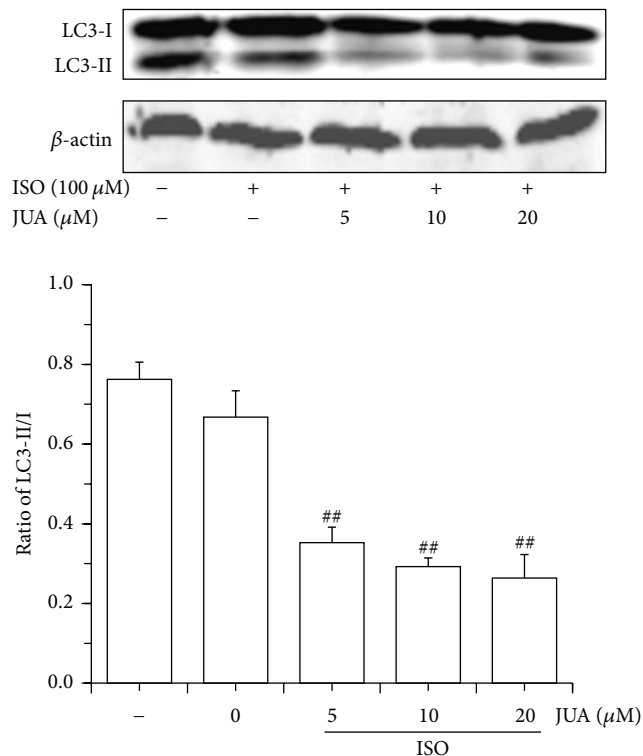 LC3-I
LC3-II
β-actin
ISO (100 μM) − + + + +
JUA (μM) − − 5 10 20
1.0
0.8
0.6
0.4
0.2
0.0
Ratio of LC3-II/I
## ## ##
− 0 5 10 20 JUA (μM)
ISO